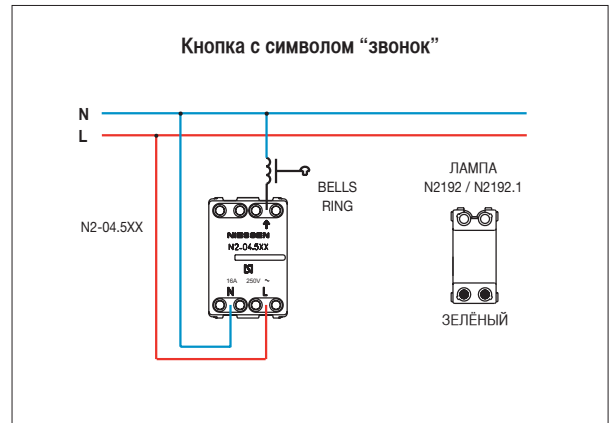 Кнопка с символом “звонок”
N
L
BELLS
RING
ЛАМПА
N2192 / N2192.1
N2-04.5XX
NIESSEN
N2-04.5XX
16A 250V ~
N L
ЗЕЛЁНЫЙ